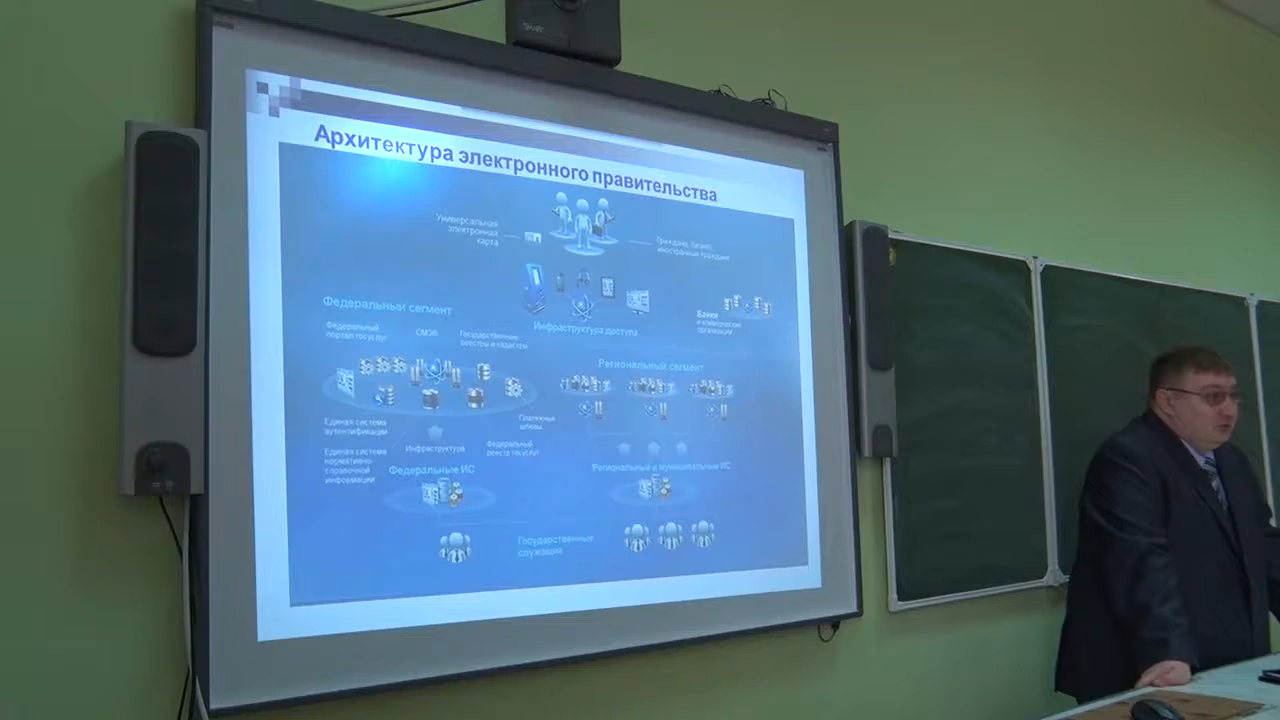 SMART
Архитектура электронного правительства
Универсальная
электронная
карта
Граждане, бизнес,
иностранные граждане
Федеральный сегмент
Инфраструктура доступа
Банки
и коммерческие
организации
Федеральный
портал госуслуг
СМЭВ
Государственные
реестры и кадастры
Региональный сегмент
Единая система
аутентификации
Платежные
шлюзы
Инфраструктура
Федеральный
реестр госуслуг
Единая система
нормативно-
справочной
информации
Федеральные ИС
Региональный и муниципальные ИС
Государственные
служащие